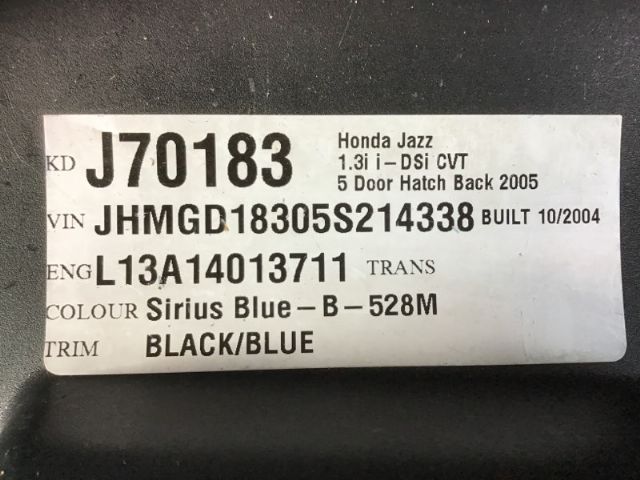 KD J70183 Honda Jazz
1.3i i-DSi CVT
5 Door Hatch Back 2005
VIN JHMGD18305S214338 BUILT 10/2004
ENG L13A14013711 TRANS
COLOUR Sirius Blue - B - 528M
TRIM BLACK/BLUE